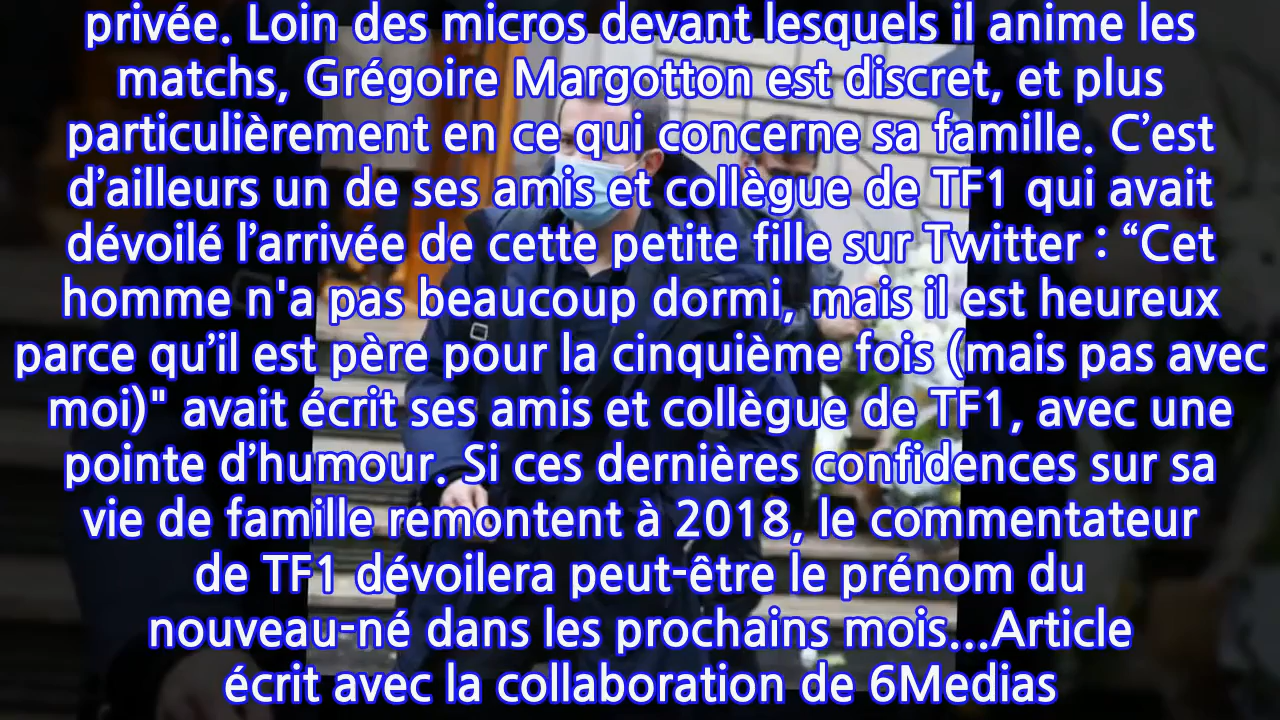 privée. Loin des micros devant lesquels il anime les
matchs, Grégoire Margotton est discret, et plus
particulièrement en ce qui concerne sa famille. C’est
d’ailleurs un de ses amis et collègue de TF1 qui avait
dévoilé l’arrivée de cette petite fille sur Twitter : “Cet
homme n'a pas beaucoup dormi, mais il est heureux
parce qu’il est père pour la cinquième fois (mais pas avec
moi)" avait écrit ses amis et collègue de TF1, avec une
pointe d’humour. Si ces dernières confidences sur sa
vie de famille remontent à 2018, le commentateur
de TF1 dévoilera peut-être le prénom du
nouveau-né dans les prochains mois...Article
écrit avec la collaboration de 6Medias